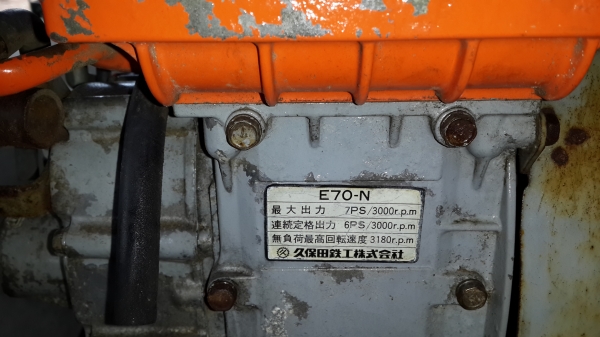 E70-N
最大出力 7PS/3000r.p.m
連続定格出力 6PS/3000r.p.m
無負荷最高回転速度 3180r.p.m
久保田鉄工株式会社